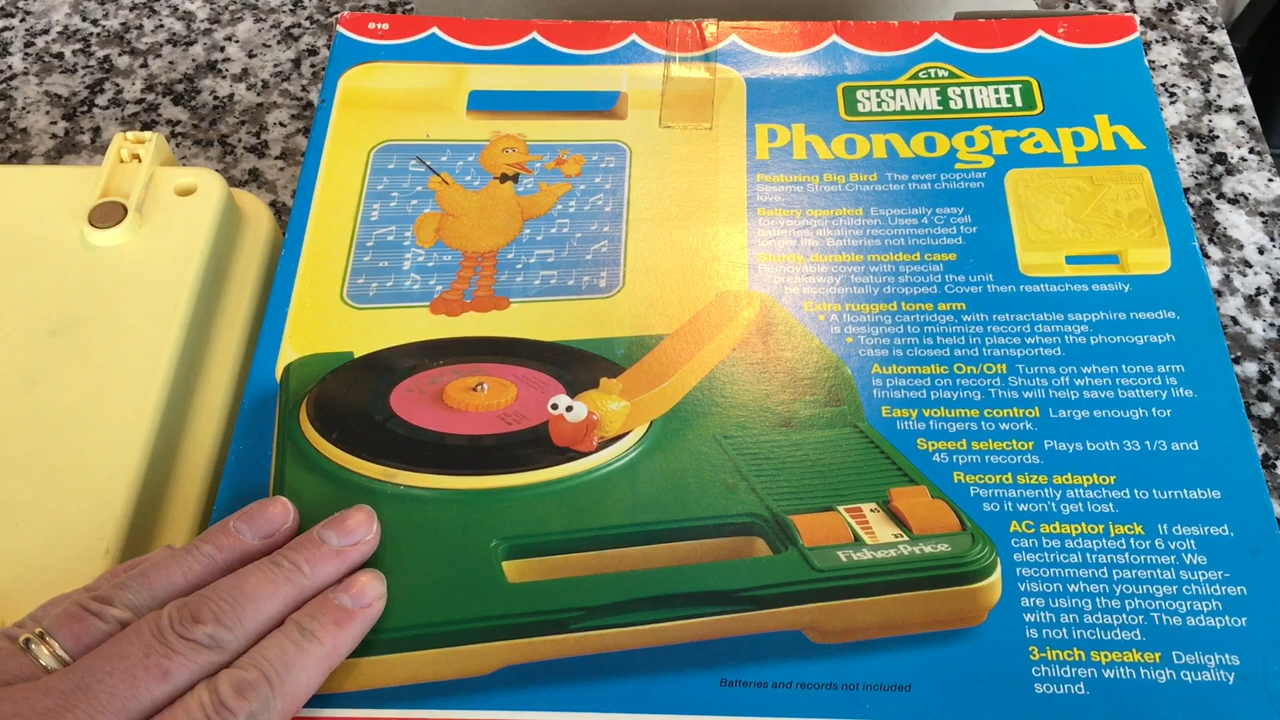 816
CTW
SESAME STREET
Phonograph
Featuring Big Bird The ever popular
Sesame Street Character that children
love.
Battery operated Especially easy
for younger children. Uses 4 'C' cell
batteries, alkaline recommended for
longer life. Batteries not included.
Sturdy, durable molded case
Removable cover with special
"breakaway" feature should the unit
be accidentally dropped. Cover then reattaches easily.
Extra rugged tone arm
• A floating cartridge, with retractable sapphire needle,
is designed to minimize record damage.
• Tone arm is held in place when the phonograph
case is closed and transported.
Automatic On/Off Turns on when tone arm
is placed on record. Shuts off when record is
finished playing. This will help save battery life.
Easy volume control Large enough for
little fingers to work.
Speed selector Plays both 33 1/3 and
45 rpm records.
Record size adaptor
Permanently attached to turntable
so it won't get lost.
AC adaptor jack If desired,
can be adapted for 6 volt
electrical transformer. We
recommend parental super-
vision when younger children
are using the phonograph
with an adaptor. The adaptor
is not included.
3-inch speaker Delights
children with high quality
sound.
45
33
Fisher-Price
Batteries and records not included